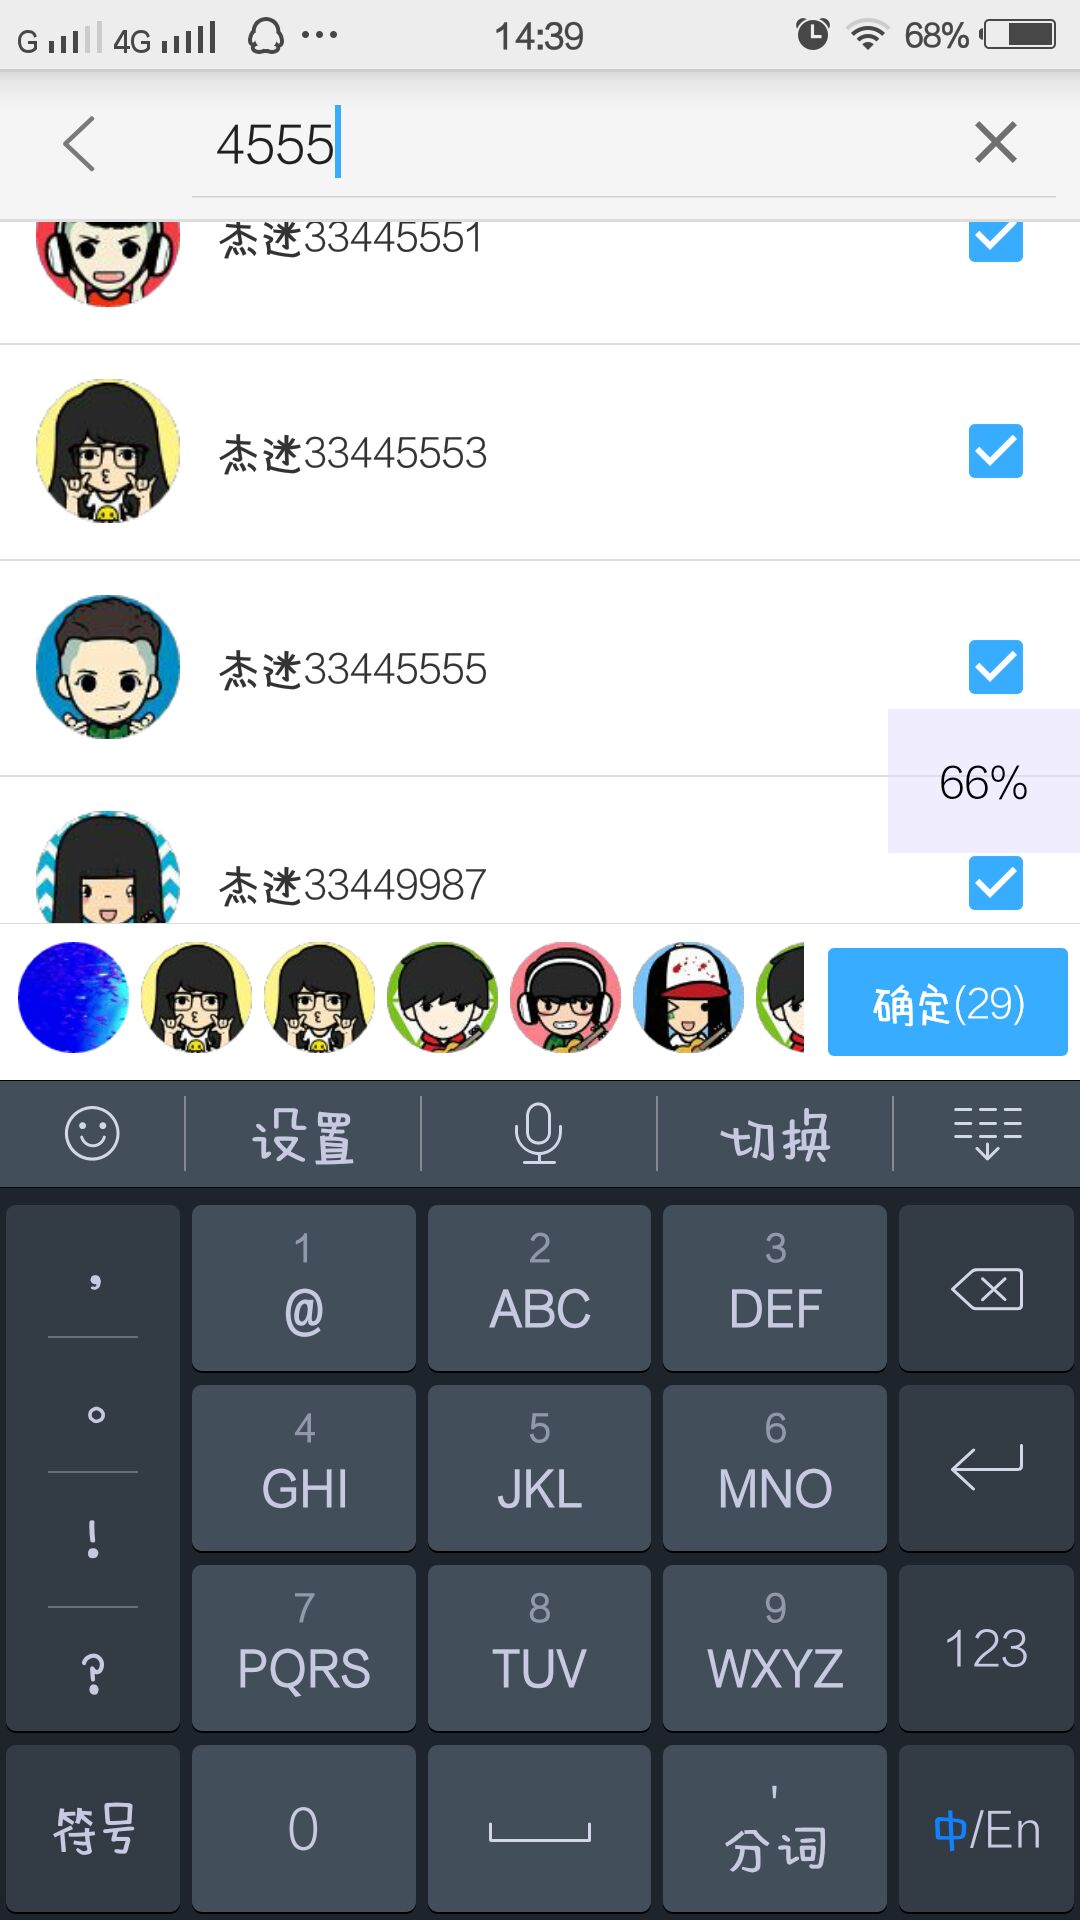 G 4G 14:39 68%
4555
杰迷33445551
杰迷33445553
杰迷33445555
66%
杰迷33449987
确定(29)
设置 切换
， 1 2 3
@ ABC DEF
。 4 5 6
GHI JKL MNO
！ 7 8 9 123
？ PQRS TUV WXYZ
符号 0 ' 分词 中/En